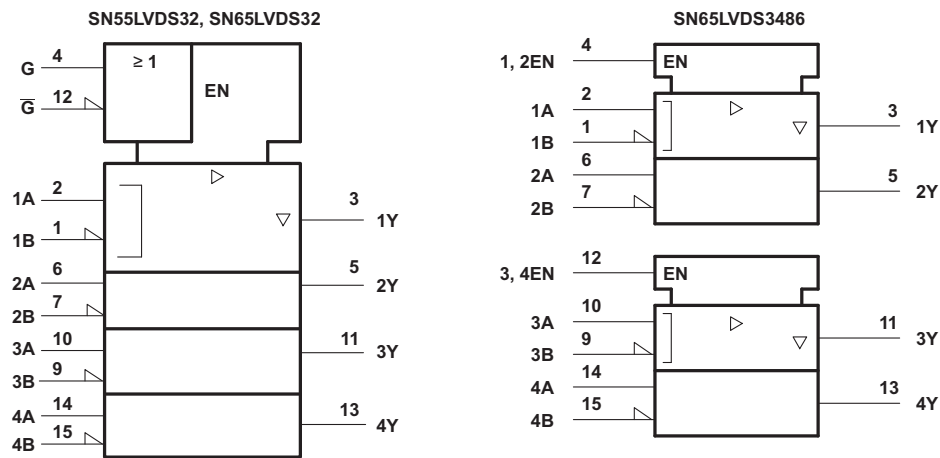 SN55LVDS32, SN65LVDS32
G 4 ≥ 1
G̅ 12 EN
1A 2
3 1Y
1B 1
2A 6
5 2Y
2B 7
3A 10
11 3Y
3B 9
4A 14
13 4Y
4B 15
SN65LVDS3486
1, 2EN 4 EN
1A 2
3 1Y
1B 1
2A 6
5 2Y
2B 7
3, 4EN 12 EN
3A 10
11 3Y
3B 9
4A 14
13 4Y
4B 15